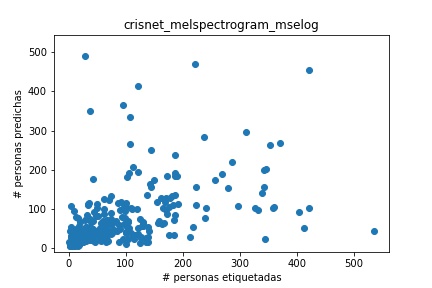 crisnet_melspectrogram_mselog
500
400
300
200
100
0
# personas predichas
0 100 200 300 400 500
# personas etiquetadas